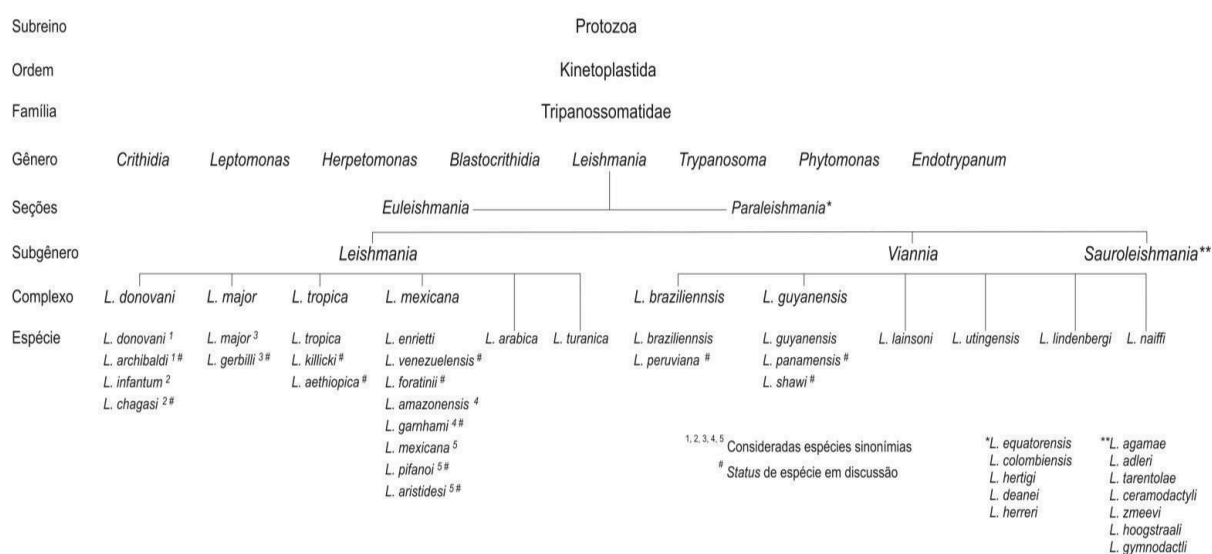 Subreino Protozoa
Ordem Kinetoplastida
Família Tripanossomatidae
Gênero Crithidia Leptomonas Herpetomonas Blastocrithidia Leishmania Trypanosoma Phytomonas Endotrypanum
Seções Euleishmania Paraleishmania*
Subgênero Leishmania Viannia Sauroleishmania**
Complexo L. donovani L. major L. tropica L. mexicana L. braziliennsis L. guyanensis
Espécie L. donovani ¹ L. major ³ L. tropica L. enrietti L. arabica L. turanica L. braziliennsis L. guyanensis L. lainsoni L. utingensis L. lindenbergi L. naiffi
L. archibaldi ¹ # L. gerbilli ³ # L. killicki # L. venezuelensis # L. peruviana # L. panamensis #
L. infantum ² L. aethiopica # L. foratinii # L. shawi #
L. chagasi ² # L. amazonensis ⁴
L. garnhami ⁴ #
L. mexicana ⁵
L. pifanoi ⁵ #
L. aristidesi ⁵ #
1, 2, 3, 4, 5 Consideradas espécies sinonímias
# Status de espécie em discussão
*L. equatorensis
L. colombiensis
L. hertigi
L. deanei
L. herreri
**L. agamae
L. adleri
L. tarentolae
L. ceramodactyli
L. zmeevi
L. hoogstraali
L. gymnodactli